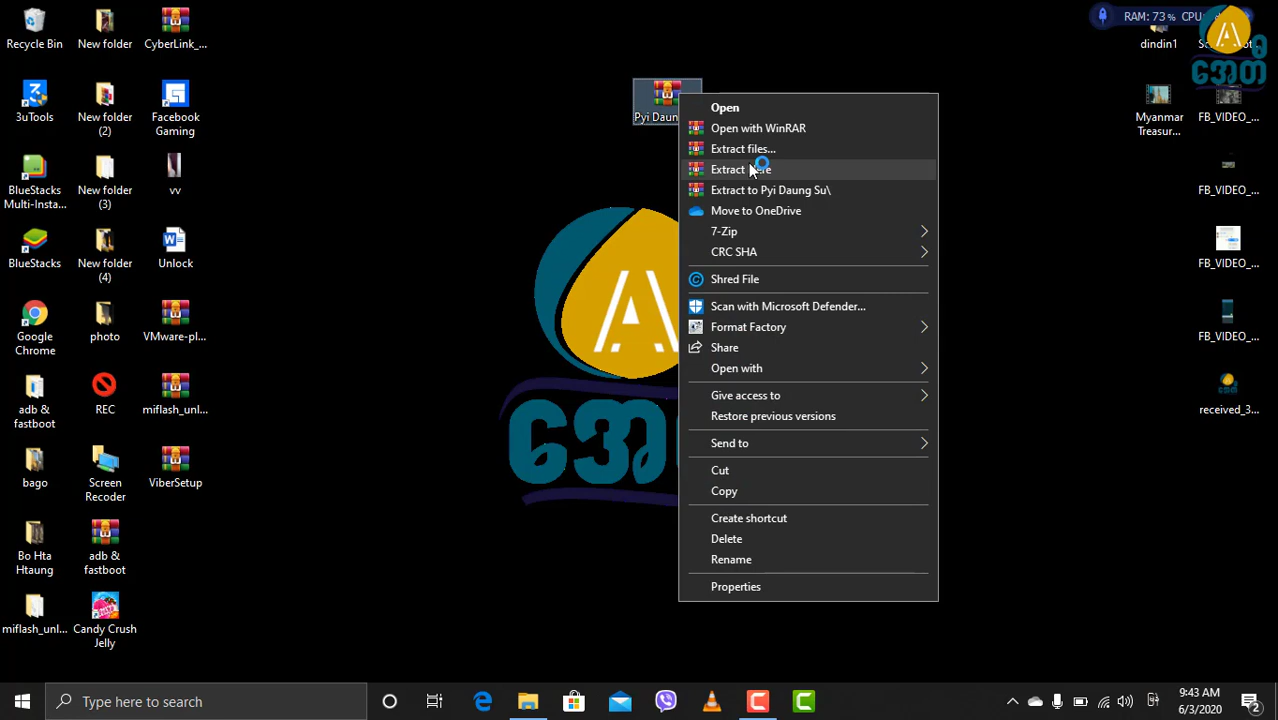 Recycle Bin
New folder
CyberLink_...
3uTools
New folder (2)
Facebook Gaming
BlueStacks Multi-Insta...
New folder (3)
vv
BlueStacks
New folder (4)
Unlock
Google Chrome
photo
VMware-pl...
adb & fastboot
REC
miflash_unl...
bago
Screen Recoder
ViberSetup
Bo Hta Htaung
adb & fastboot
miflash_unl...
Candy Crush Jelly
Pyi Daun
Open
Open with WinRAR
Extract files...
Extract here
Extract to Pyi Daung Su\
Move to OneDrive
7-Zip
CRC SHA
Shred File
Scan with Microsoft Defender...
Format Factory
Share
Open with
Give access to
Restore previous versions
Send to
Cut
Copy
Create shortcut
Delete
Rename
Properties
RAM: 73 % CPU
dindin1
Myanmar Treasur...
FB_VIDEO_...
FB_VIDEO_...
FB_VIDEO_...
FB_VIDEO_...
received_3...
Type here to search
9:43 AM
6/3/2020
2